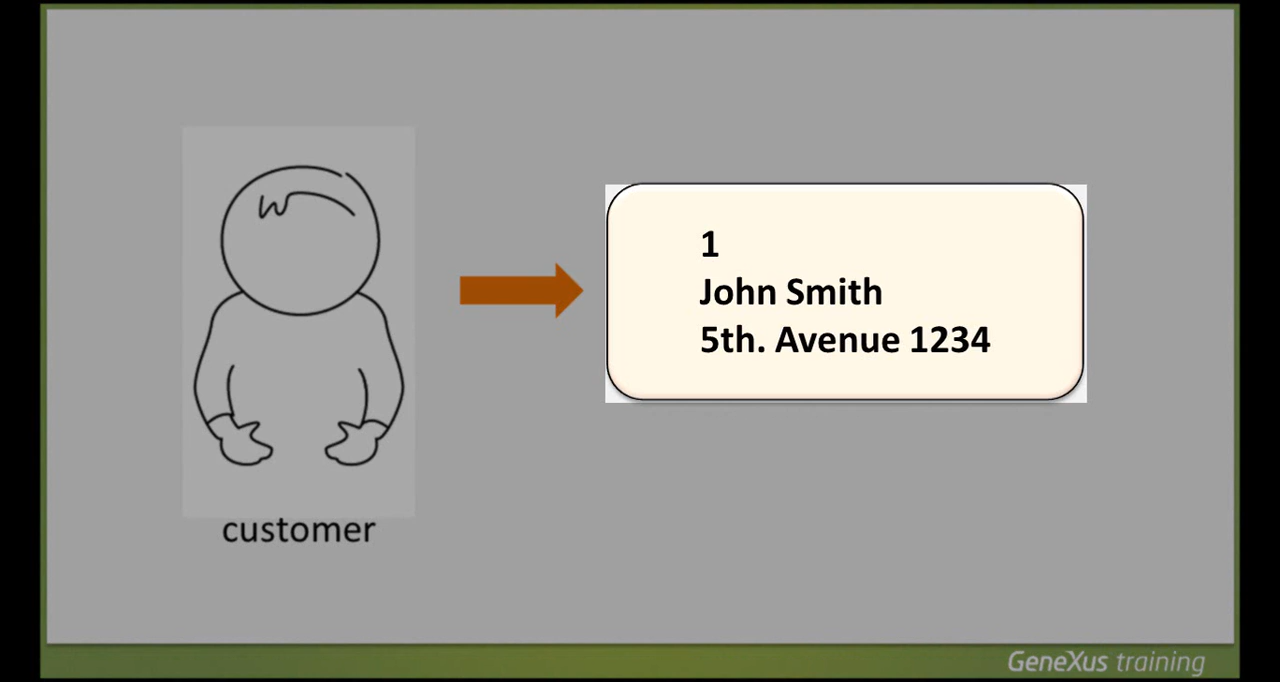 1
John Smith
5th. Avenue 1234
customer
GeneXus training